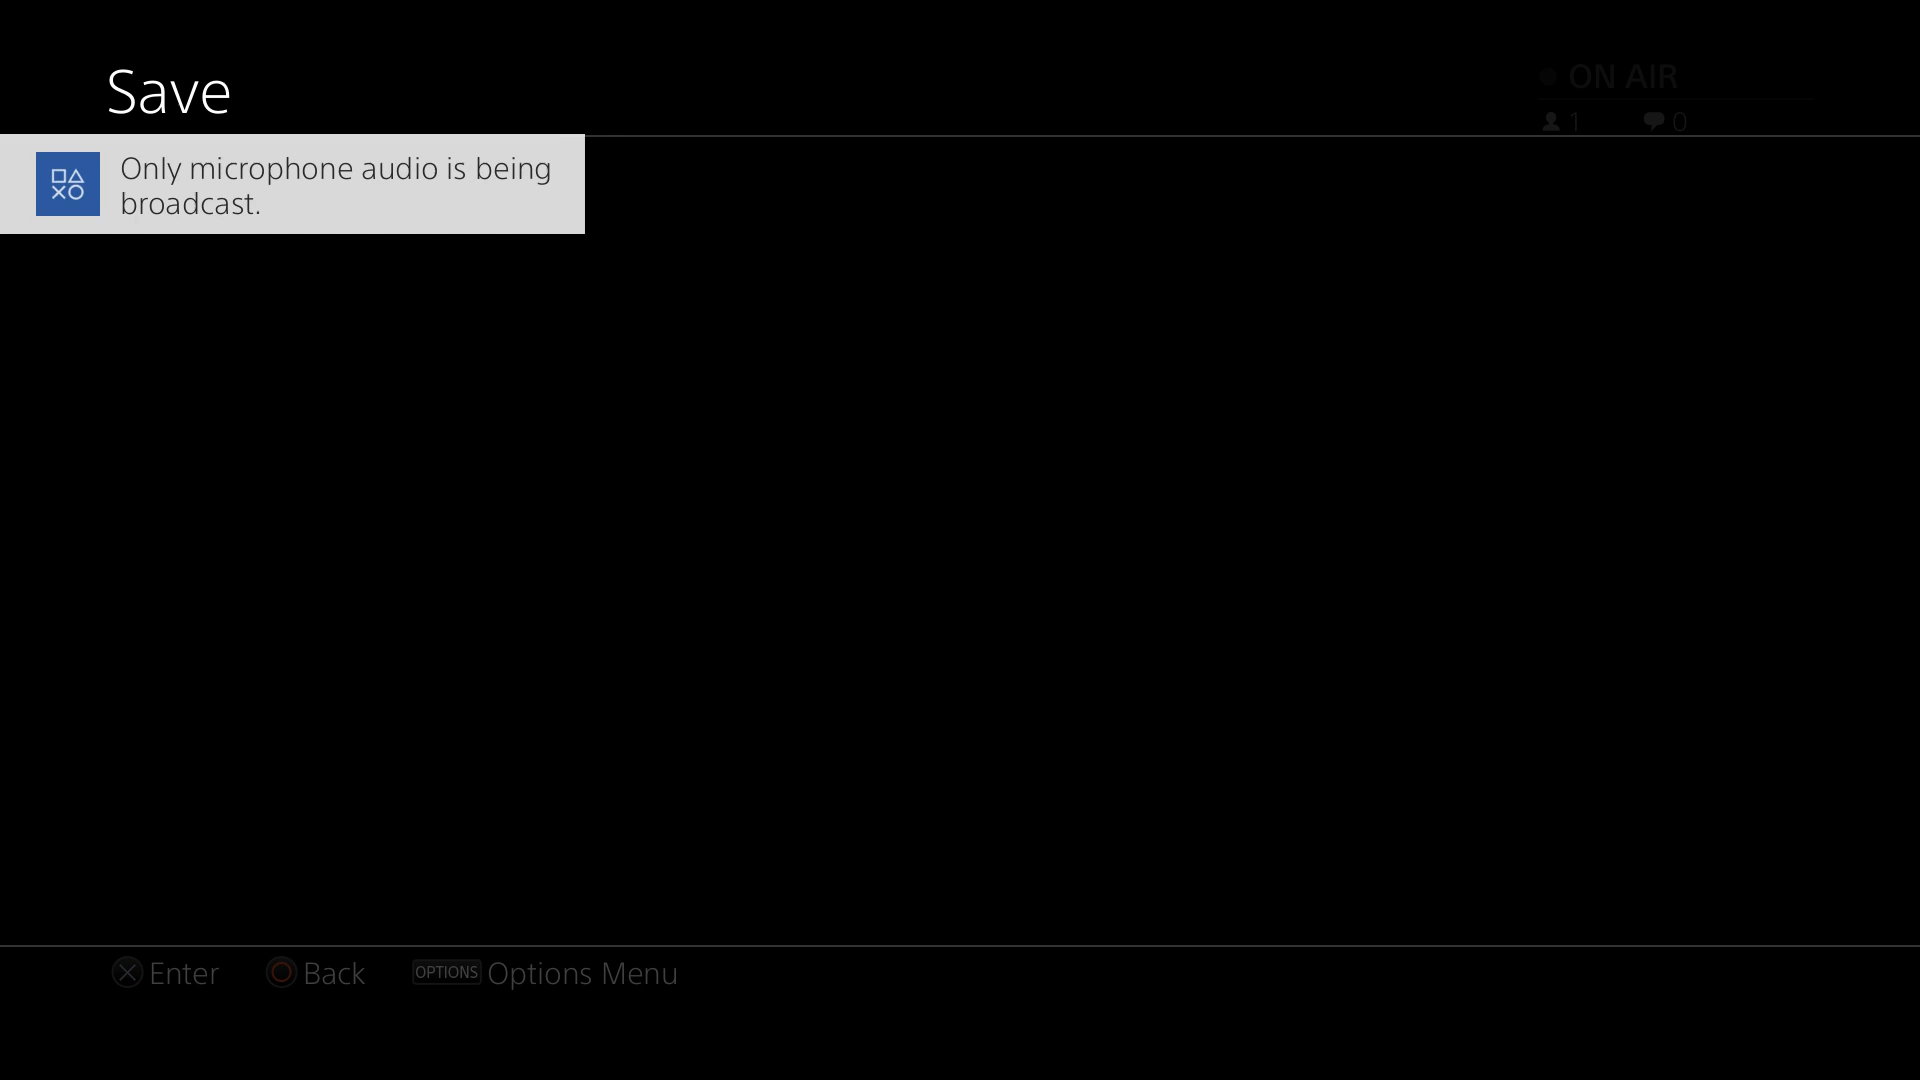 Save
ON AIR
1 0
Only microphone audio is being
broadcast.
Enter Back OPTIONS Options Menu